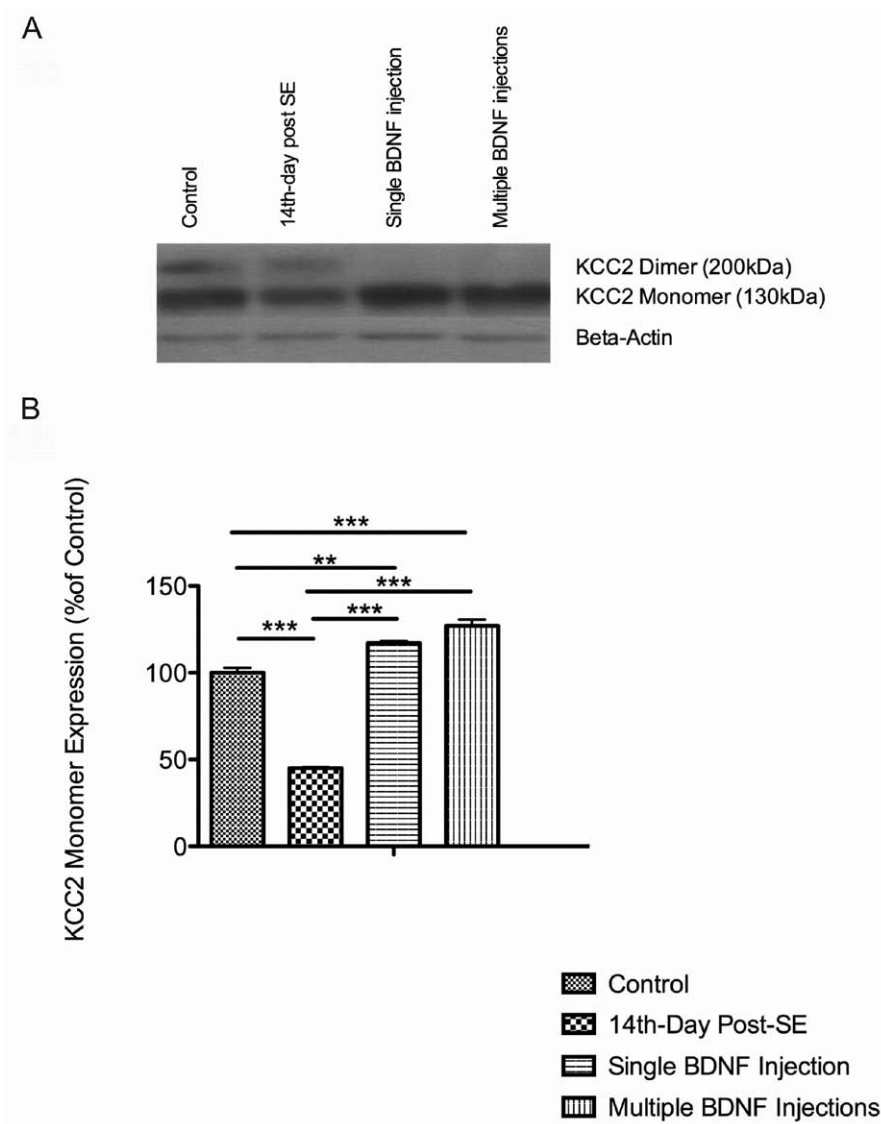 A
Control
14th-day post SE
Single BDNF injection
Multiple BDNF injections
KCC2 Dimer (200kDa)
KCC2 Monomer (130kDa)
Beta-Actin
B
KCC2 Monomer Expression (%of Control)
***
**
***
***
***
150
100
50
0
Control
14th-Day Post-SE
Single BDNF Injection
Multiple BDNF Injections